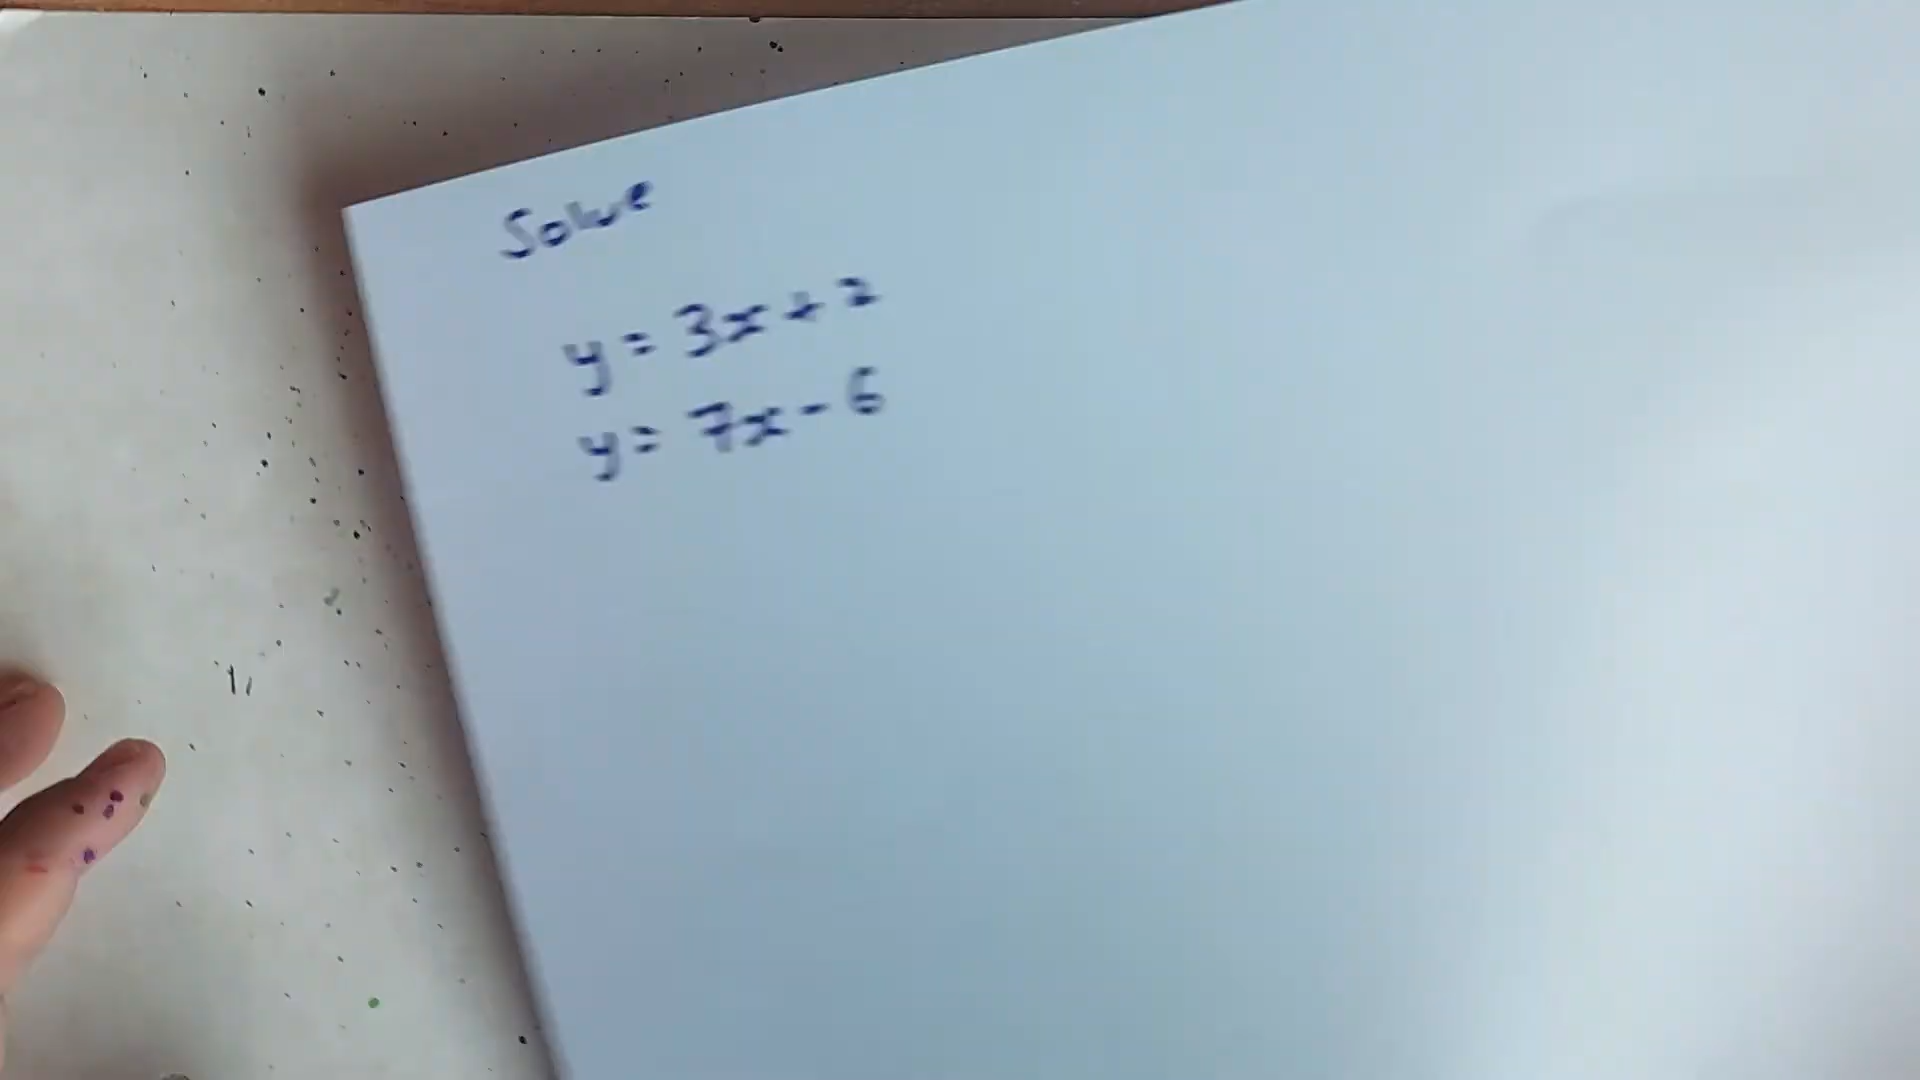 Solve
y = 3x + 2
y = 7x - 6